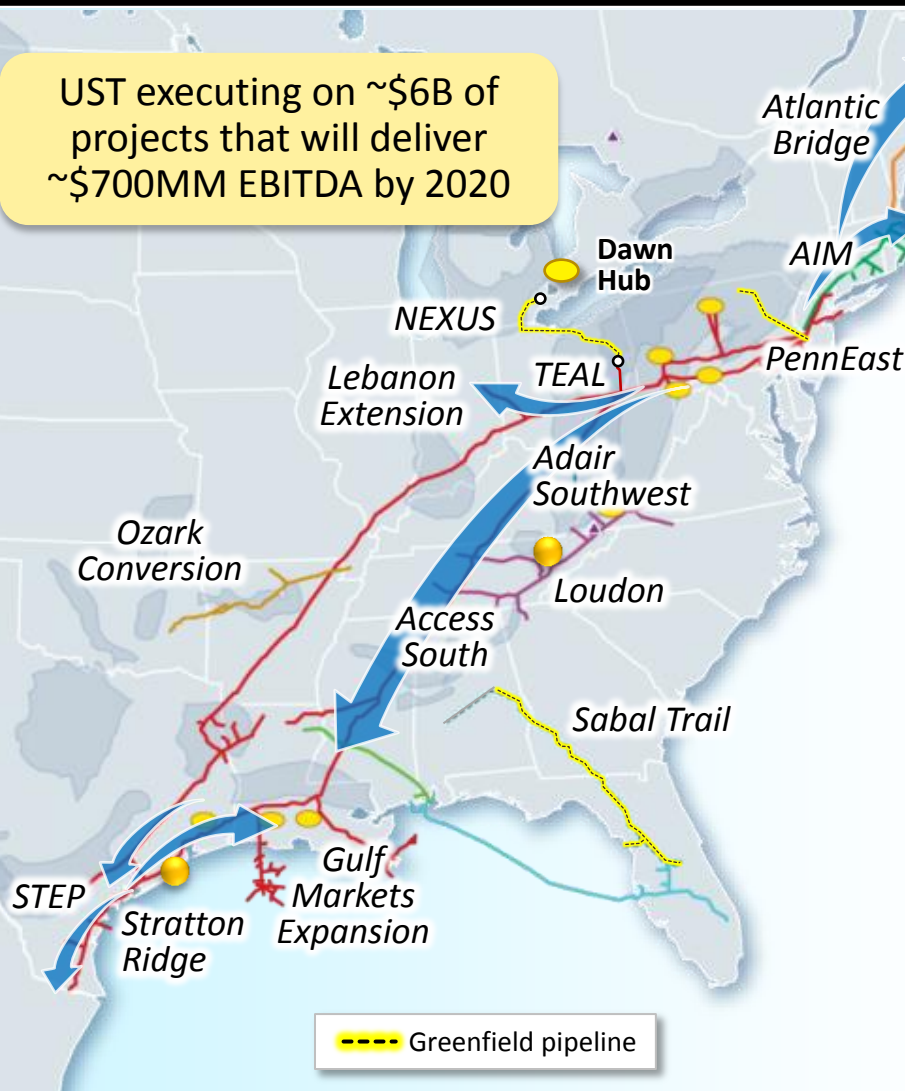 UST executing on ~$6B of
projects that will deliver
~$700MM EBITDA by 2020
Atlantic
Bridge
AIM
Dawn
Hub
NEXUS
PennEast
TEAL
Lebanon
Extension
Adair
Southwest
Ozark
Conversion
Loudon
Access
South
Sabal Trail
STEP
Stratton
Ridge
Gulf
Markets
Expansion
Greenfield pipeline